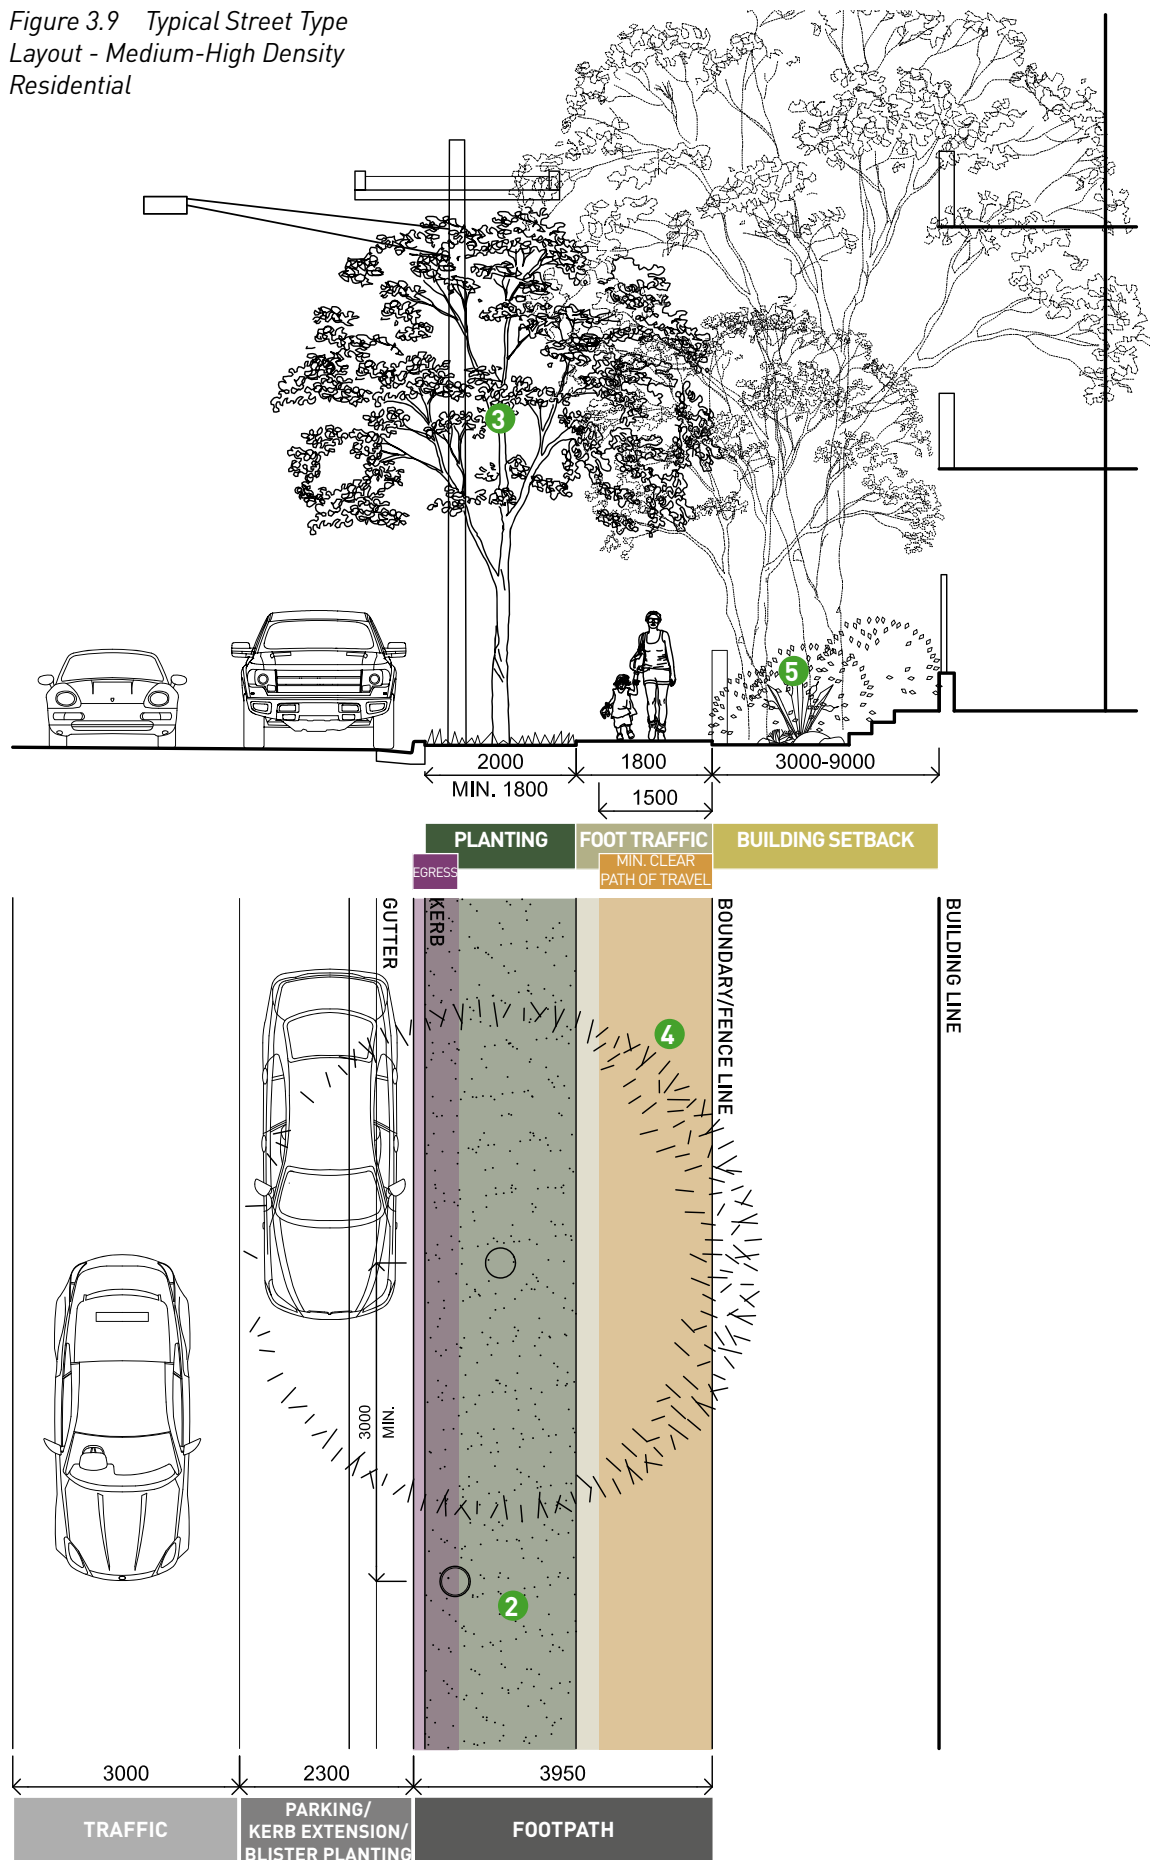 Figure 3.9 Typical Street Type
Layout - Medium-High Density
Residential
3
5
2000
1800
3000-9000
MIN. 1800
1500
PLANTING
FOOT TRAFFIC
BUILDING SETBACK
EGRESS
MIN. CLEAR
PATH OF TRAVEL
GUTTER
KERB
BOUNDARY/FENCE LINE
BUILDING LINE
4
3000
MIN.
2
3000
2300
3950
TRAFFIC
PARKING/
KERB EXTENSION/
BLISTER PLANTING
FOOTPATH